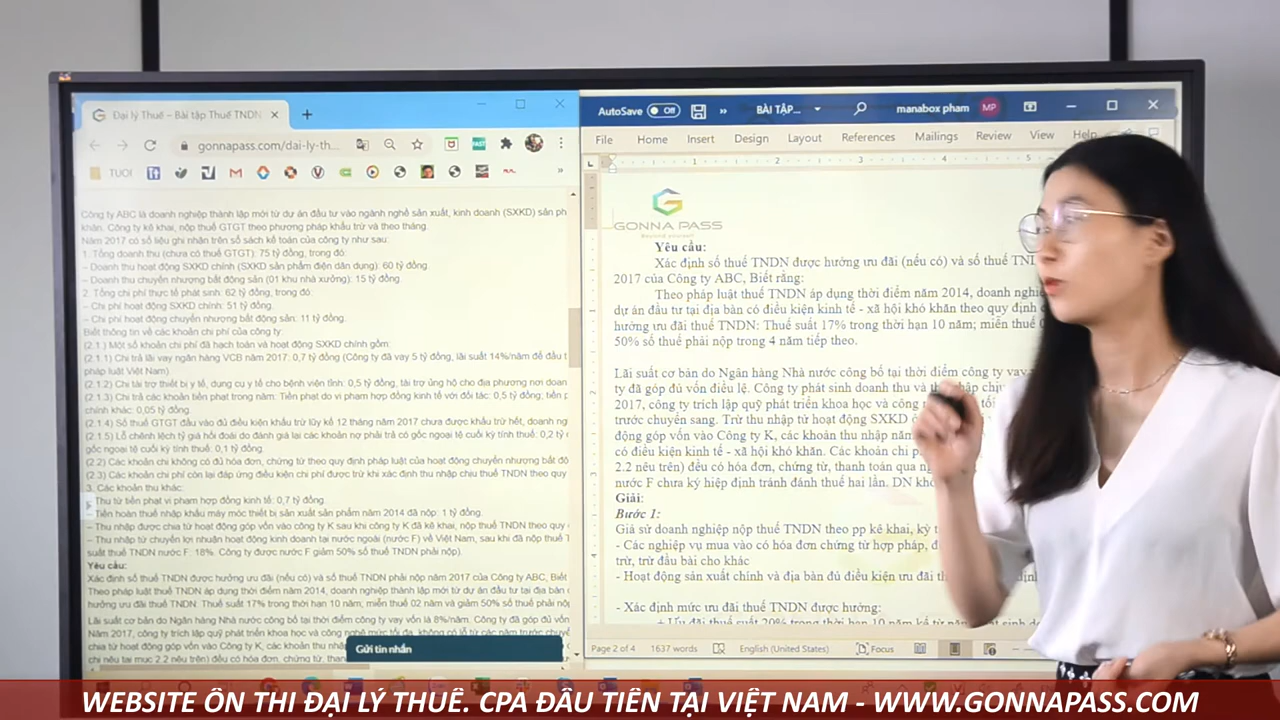 Đại lý Thuế – Bài tập Thuế TNDN
gonnapass.com/dai-ly-th...
TUOI
Công ty ABC là doanh nghiệp thành lập mới từ dự án đầu tư vào ngành nghề sản xuất, kinh doanh (SXKD) sản ph
khăn. Công ty kê khai, nộp thuế GTGT theo phương pháp khấu trừ và theo tháng.
Năm 2017 có số liệu ghi nhận trên sổ sách kế toán của công ty như sau:
1. Tổng doanh thu (chưa có thuế GTGT): 75 tỷ đồng, trong đó:
– Doanh thu hoạt động SXKD chính (SXKD sản phẩm điện dân dụng): 60 tỷ đồng.
– Doanh thu chuyển nhượng bất động sản (01 khu nhà xưởng): 15 tỷ đồng.
2. Tổng chi phí thực tế phát sinh: 62 tỷ đồng, trong đó:
– Chi phí hoạt động SXKD chính: 51 tỷ đồng.
– Chi phí hoạt động chuyển nhượng bất động sản: 11 tỷ đồng.
Biết thông tin về các khoản chi phí của công ty:
(2.1.) Một số khoản chi phí đã hạch toán và hoạt động SXKD chính gồm:
(2.1.1) Chi trả lãi vay ngân hàng VCB năm 2017: 0,7 tỷ đồng (Công ty đã vay 5 tỷ đồng, lãi suất 14%/năm để đầu t
pháp luật Việt Nam).
(2.1.2) Chi tài trợ thiết bị y tế, dụng cụ y tế cho bệnh viện tỉnh: 0,5 tỷ đồng, tài trợ ủng hộ cho địa phương nơi doan
(2.1.3) Chi trả các khoản tiền phạt trong năm: Tiền phạt do vi phạm hợp đồng kinh tế với đối tác: 0,5 tỷ đồng; tiền p
chính khác: 0,05 tỷ đồng.
(2.1.4) Số thuế GTGT đầu vào đủ điều kiện khấu trừ lũy kế 12 tháng năm 2017 chưa được khấu trừ hết, doanh ng
(2.1.5) Lỗ chênh lệch tỷ giá hối đoái do đánh giá lại các khoản nợ phải trả có gốc ngoại tệ cuối kỳ tính thuế: 0,2 tỷ
gốc ngoại tệ cuối kì tính thuế: 0,1 tỷ đồng.
(2.2) Các khoản chi không có đủ hóa đơn, chứng từ theo quy định pháp luật của hoạt động chuyển nhượng bất độ
(2.3) Các khoản chi phí còn lại đáp ứng điều kiện chi phí được trừ khi xác định thu nhập chịu thuế TNDN theo quy
3. Các khoản thu khác:
– Thu từ tiền phạt vi phạm hợp đồng kinh tế: 0,7 tỷ đồng.
– Tiền hoàn thuế nhập khẩu máy móc thiết bị sản xuất sản phẩm năm 2014 đã nộp: 1 tỷ đồng.
– Thu nhập được chia từ hoạt động góp vốn vào công ty K sau khi công ty K đã kê khai, nộp thuế TNDN theo quy
– Thu nhập từ chuyển lợi nhuận hoạt động kinh doanh tại nước ngoài (nước F) về Việt Nam, sau khi đã nộp thuế
suất thuế TNDN nước F: 18%. Công ty được nước F giảm 50% số thuế TNDN phải nộp).
Yêu cầu:
Xác định số thuế TNDN được hưởng ưu đãi (nếu có) và số thuế TNDN phải nộp năm 2017 của Công ty ABC, Biết
Theo pháp luật thuế TNDN áp dụng thời điểm năm 2014, doanh nghiệp thành lập mới từ dự án đầu tư tại địa bàn
hưởng ưu đãi thuế TNDN: Thuế suất 17% trong thời hạn 10 năm; miễn thuế 02 năm và giảm 50% số thuế phải nộp
Lãi suất cơ bản do Ngân hàng Nhà nước công bố tại thời điểm công ty vay vốn là 8%/năm. Công ty đã góp đủ vốn
Năm 2017, công ty trích lập quỹ phát triển khoa học và công nghệ mức tối đa, không có lỗ từ các năm trước chuyể
chia từ hoạt động góp vốn vào Công ty K, các khoản thu nhập
chi nêu tại mục 2.2 nêu trên) đều có hóa đơn, chứng từ, than
Gửi tin nhắn
AutoSave Off BÀI TẬP... manabox pham MP
File Home Insert Design Layout References Mailings Review View Help
GONNA PASS
Beyond yourself
Yêu cầu:
Xác định số thuế TNDN được hưởng ưu đãi (nếu có) và số thuế TND
2017 của Công ty ABC, Biết rằng:
Theo pháp luật thuế TNDN áp dụng thời điểm năm 2014, doanh nghiệ
dự án đầu tư tại địa bàn có điều kiện kinh tế - xã hội khó khăn theo quy định c
hưởng ưu đãi thuế TNDN: Thuế suất 17% trong thời hạn 10 năm; miễn thuế 0
50% số thuế phải nộp trong 4 năm tiếp theo.
Lãi suất cơ bản do Ngân hàng Nhà nước công bố tại thời điểm công ty vay v
ty đã góp đủ vốn điều lệ. Công ty phát sinh doanh thu và thu nhập chịu
2017, công ty trích lập quỹ phát triển khoa học và công n tối
trước chuyển sang. Trừ thu nhập từ hoạt động SXKD
động góp vốn vào Công ty K, các khoản thu nhập
có điều kiện kinh tế - xã hội khó khăn. Các khoản chi p
2.2 nêu trên) đều có hóa đơn, chứng từ, thanh toán qua
nước F chưa ký hiệp định tránh đánh thuế hai lần. DN
Giải:
Bước 1:
Giả sử doanh nghiệp nộp thuế TNDN theo pp kê khai, kỳ
- Các nghiệp vụ mua vào có hóa đơn chứng từ hợp pháp,
trừ, trừ đầu bài cho khác
- Hoạt động sản xuất chính và địa bàn đủ điều kiện ưu đãi
- Xác định mức ưu đãi thuế TNDN được hưởng:
+ Ưu đãi thuế suất 20% trong thời hạn 10 năm kể từ năm
Page 2 of 4 1637 words English (United States) Focus
WEBSITE ÔN THI ĐẠI LÝ THUẾ. CPA ĐẦU TIÊN TẠI VIỆT NAM - WWW.GONNAPASS.COM